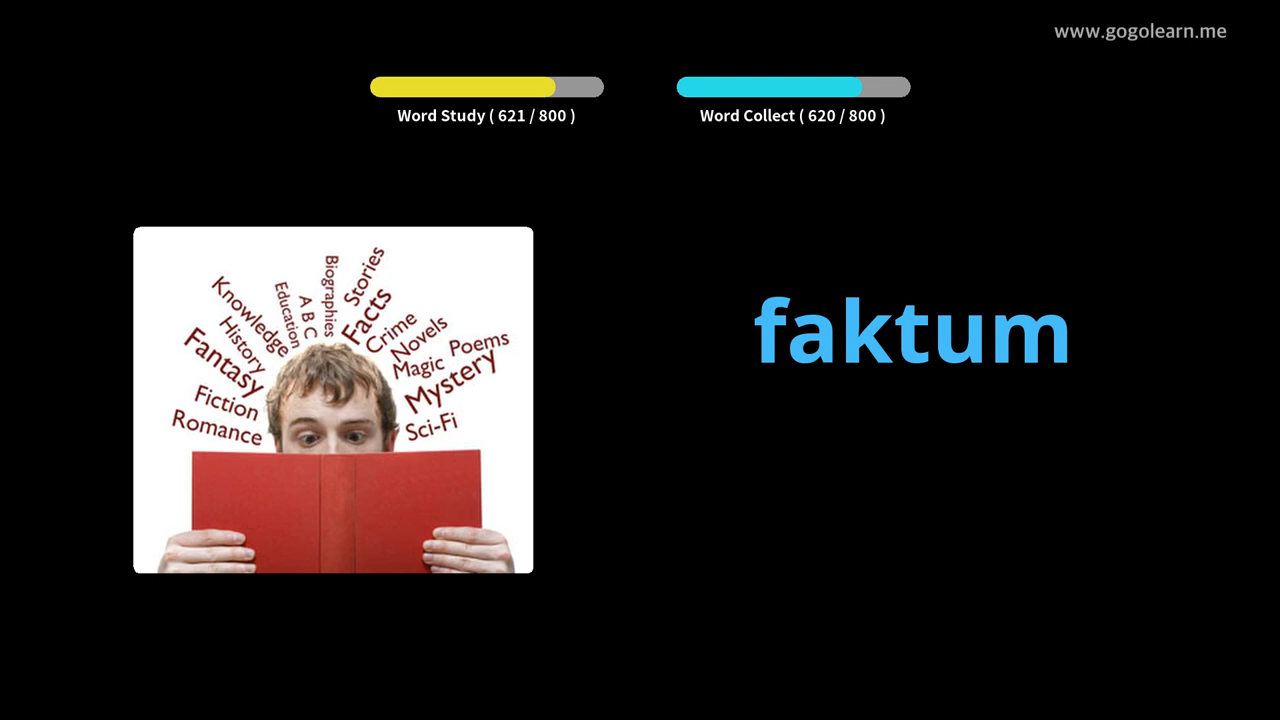 www.gogolearn.me
Word Study ( 621 / 800 )
Word Collect ( 620 / 800 )
faktum
Knowledge
Education
A B C
Biographies
Stories
History
Facts
Crime
Novels
Fantasy
Magic
Poems
Fiction
Mystery
Romance
Sci-Fi